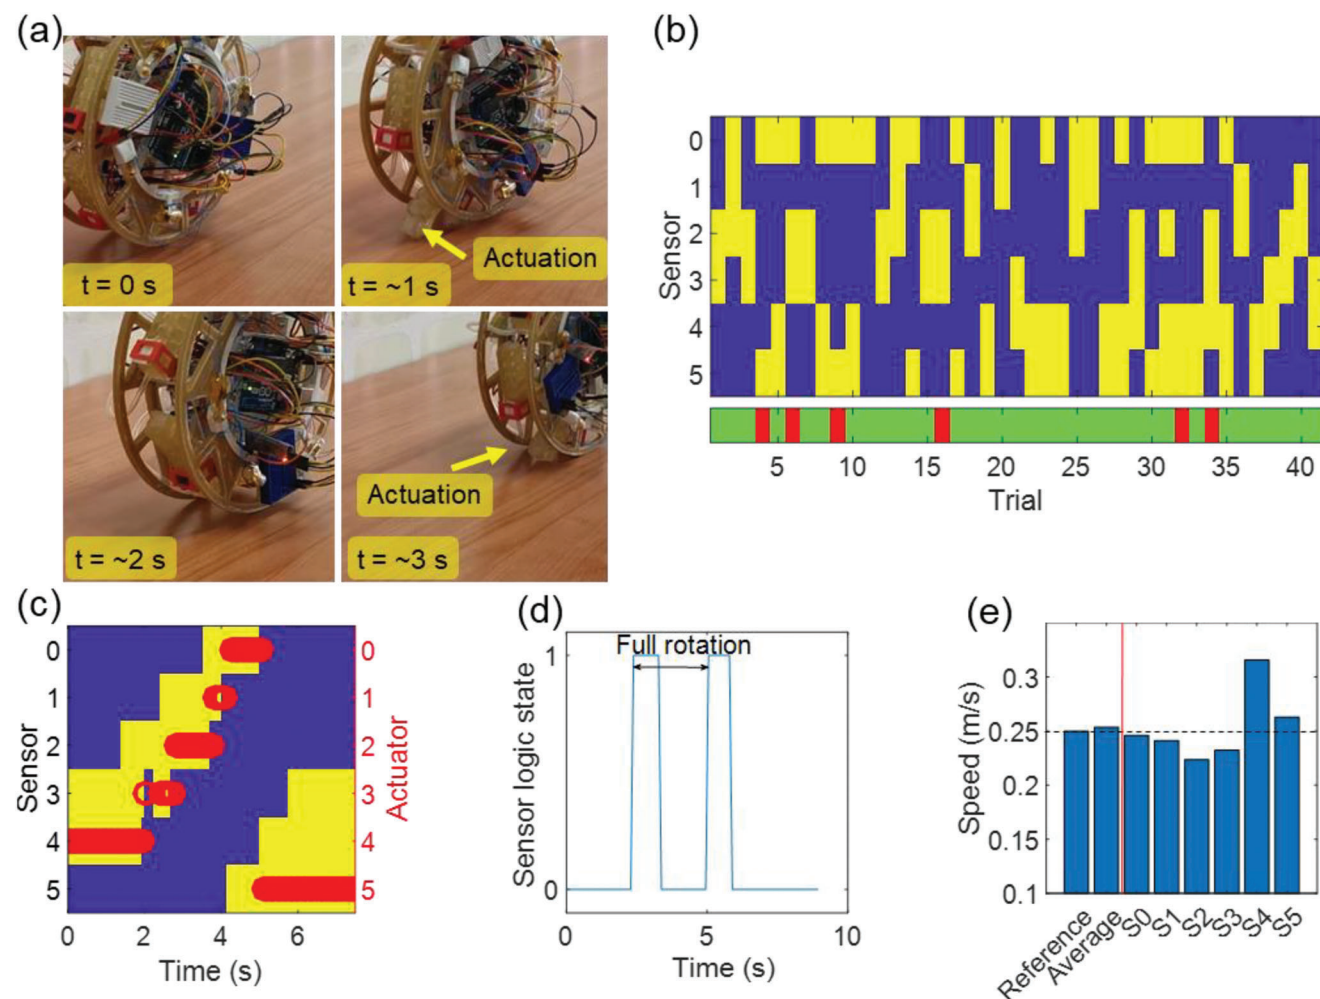 (a)
t = 0 s
Actuation
t = ~1 s
t = ~2 s
Actuation
t = ~3 s
(b)
Sensor
0
1
2
3
4
5
5 10 15 20 25 30 35 40
Trial
(c)
Sensor
0 0
1 1
2 2
3 3
4 4
5 5
Actuator
0 2 4 6
Time (s)
(d)
Sensor logic state
Full rotation
1
0
0 5 10
Time (s)
(e)
Speed (m/s)
0.3
0.25
0.2
0.15
0.1
Reference Average S0 S1 S2 S3 S4 S5